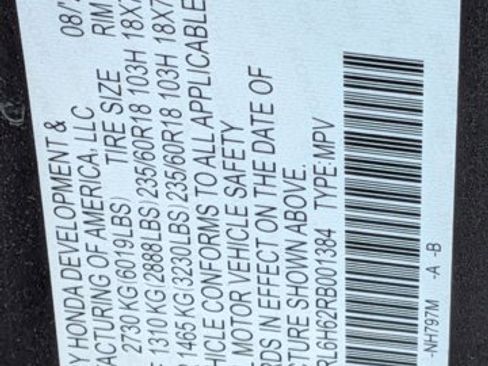 Y HONDA DEVELOPMENT & 08/
ACTURING OF AMERICA, LLC RIM
2730 KG (6019LBS) TIRE SIZE
1310 KG (2888LBS) 235/60R18 103H 18X7
1465 KG (3230LBS) 235/60R18 103H 18X7
HICLE CONFORMS TO ALL APPLICABLE
MOTOR VEHICLE SAFETY
RDS IN EFFECT ON THE DATE OF
CTURE SHOWN ABOVE.
RL6H62RB001384 TYPE:MPV
-NH797M -A -B